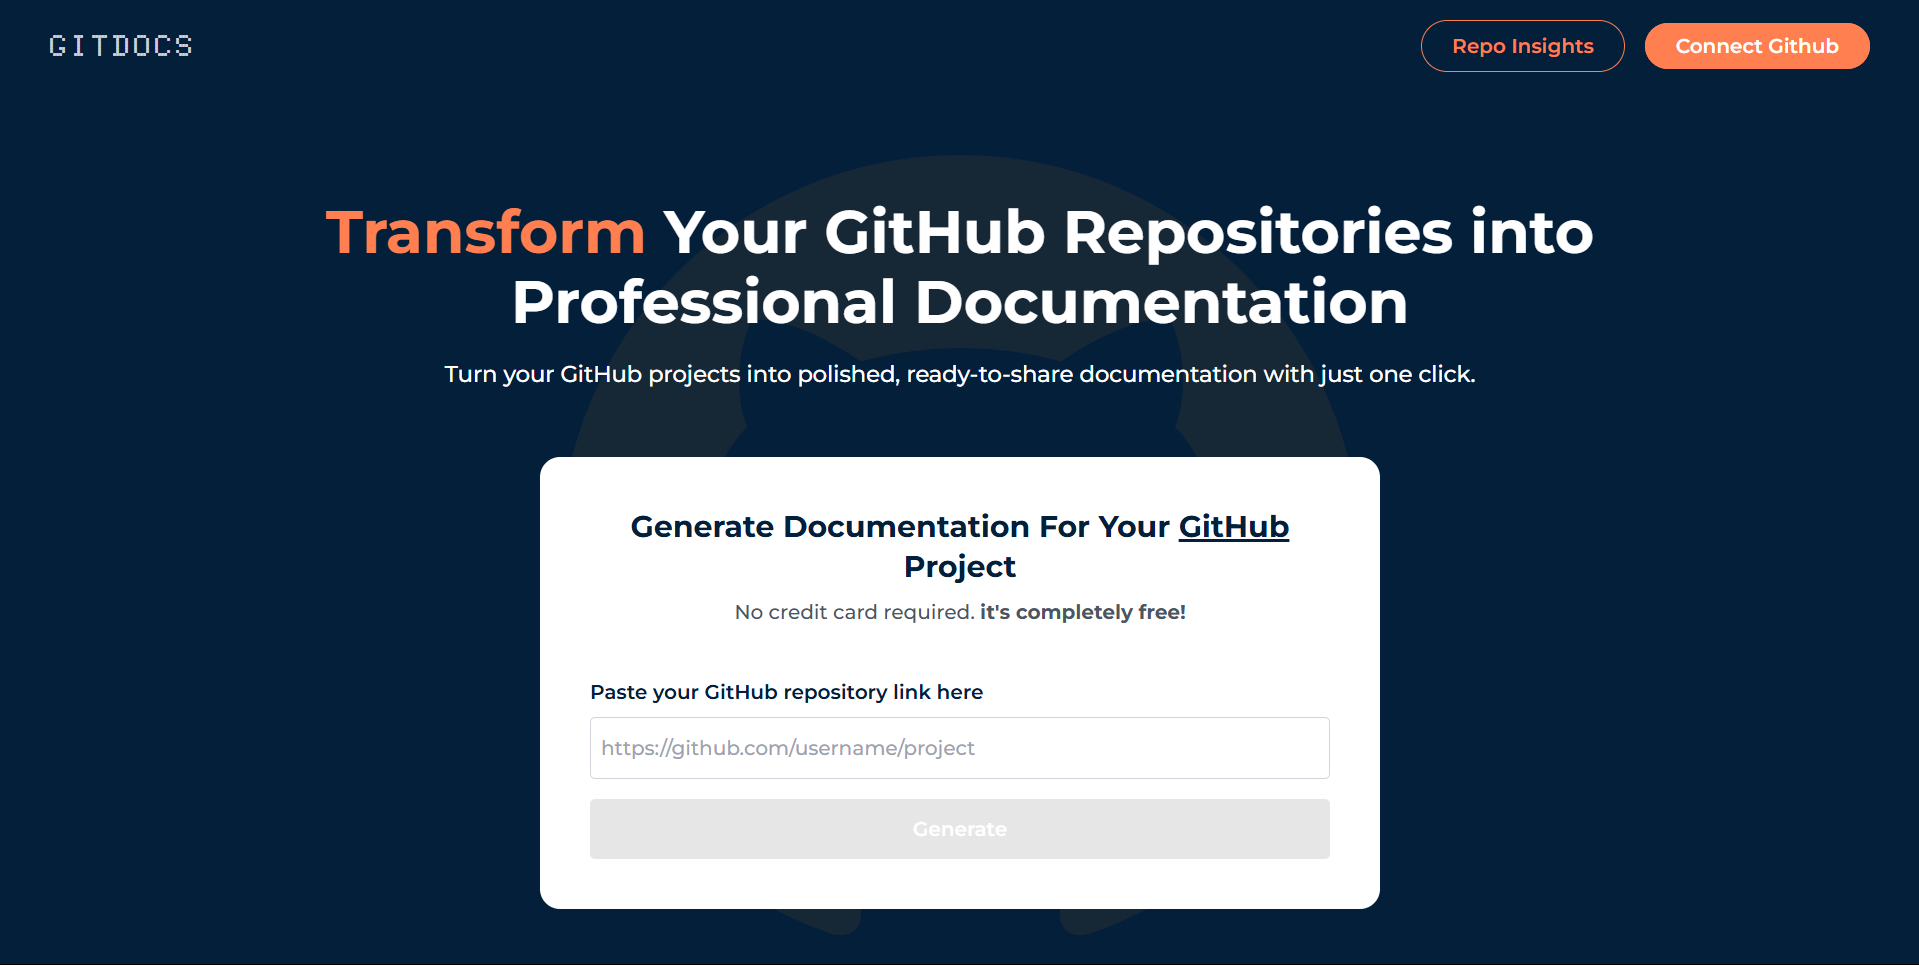 GITDOCS
Repo Insights
Connect Github
Transform Your GitHub Repositories into
Professional Documentation
Turn your GitHub projects into polished, ready-to-share documentation with just one click.
Generate Documentation For Your GitHub
Project
No credit card required. it's completely free!
Paste your GitHub repository link here
https://github.com/username/project
Generate